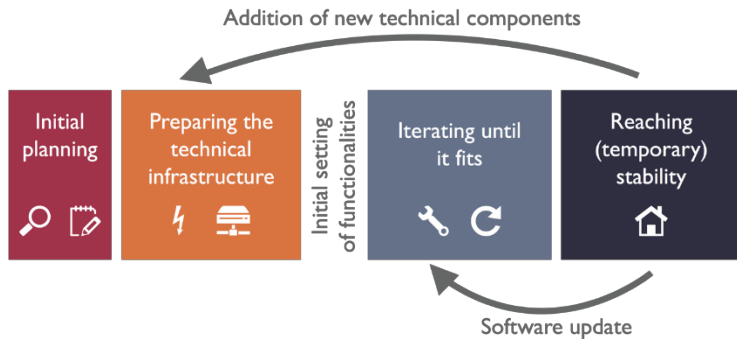 Addition of new technical components
Initial
planning
Preparing the
technical
infrastructure
Initial setting
of functionalities
Iterating until
it fits
Reaching
(temporary)
stability
Software update